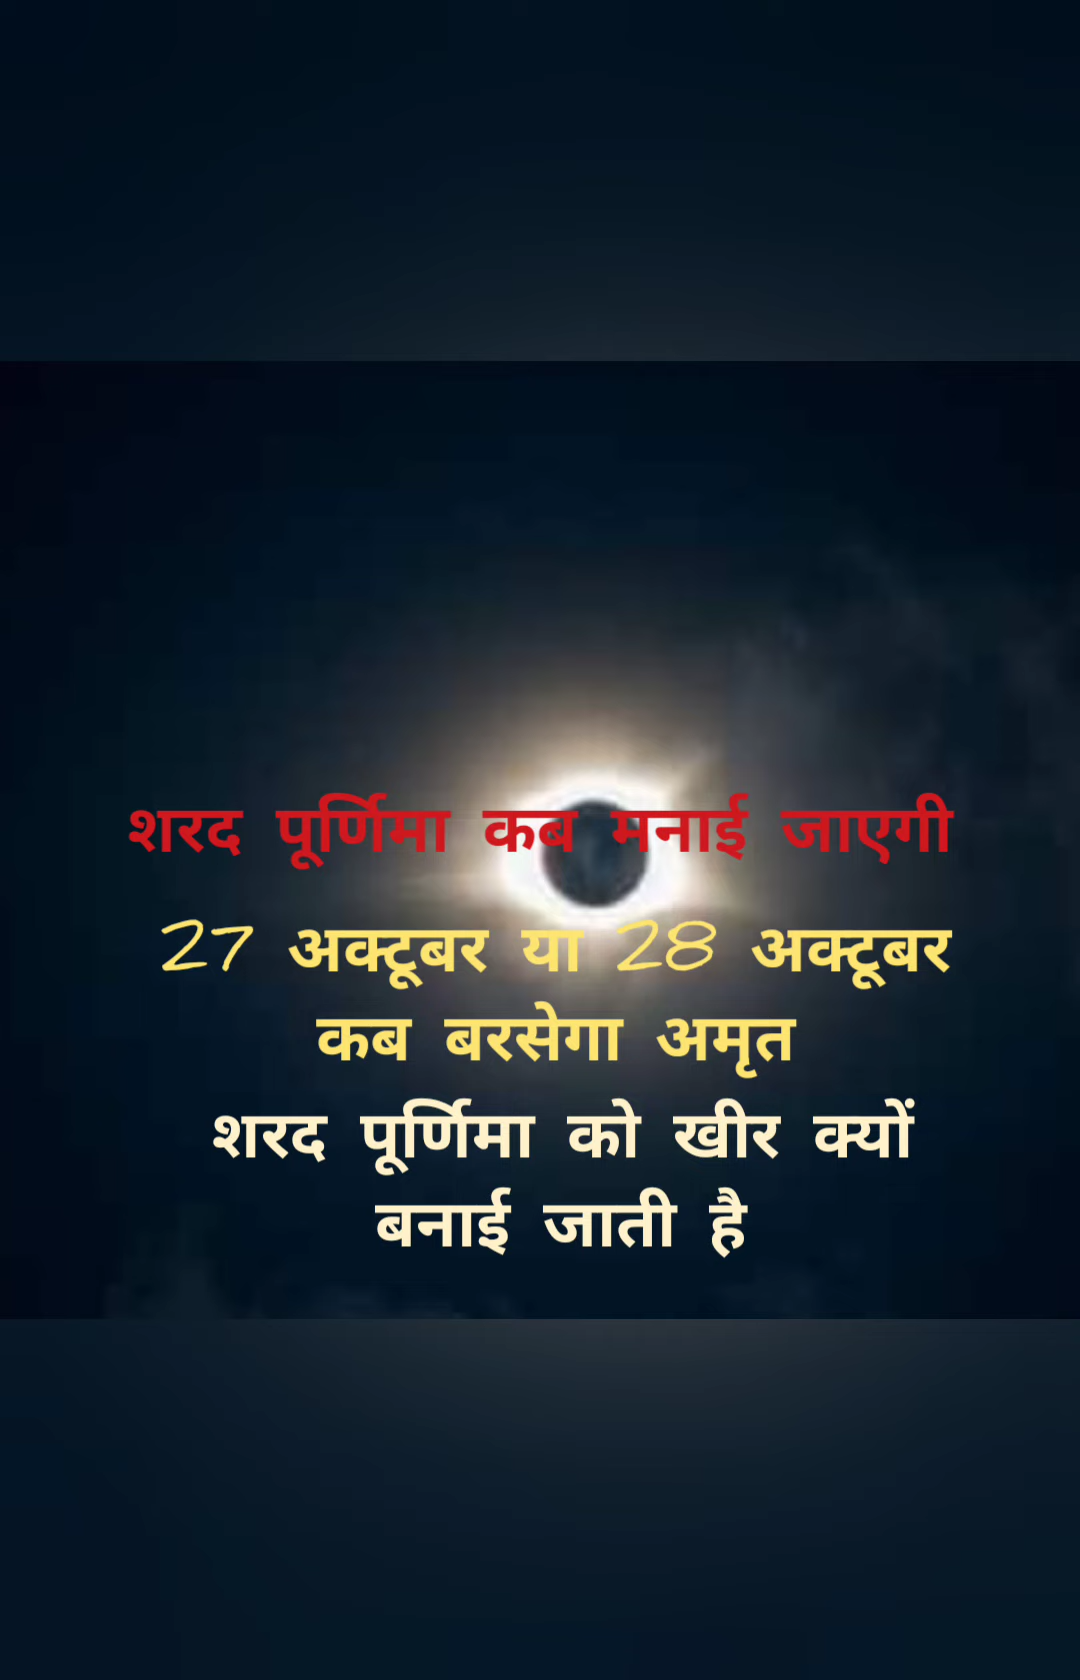 शरद पूर्णिमा कब मनाई जाएगी
27 अक्टूबर या 28 अक्टूबर
कब बरसेगा अमृत
शरद पूर्णिमा को खीर क्यों
बनाई जाती है